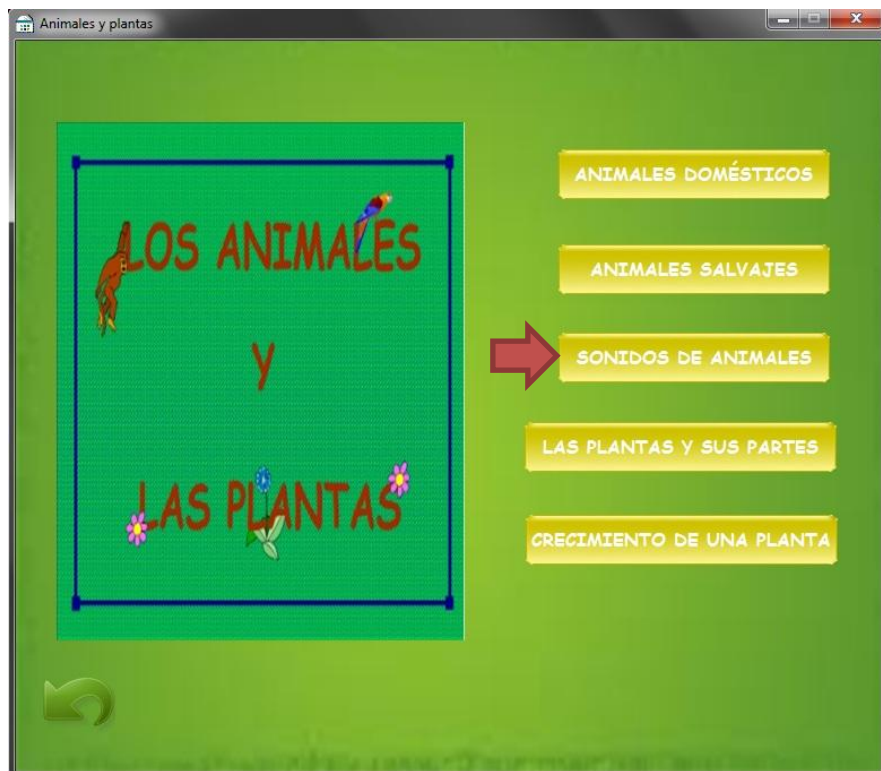 Animales y plantas
LOS ANIMALES
Y
LAS PLANTAS
ANIMALES DOMÉSTICOS
ANIMALES SALVAJES
SONIDOS DE ANIMALES
LAS PLANTAS Y SUS PARTES
CRECIMIENTO DE UNA PLANTA